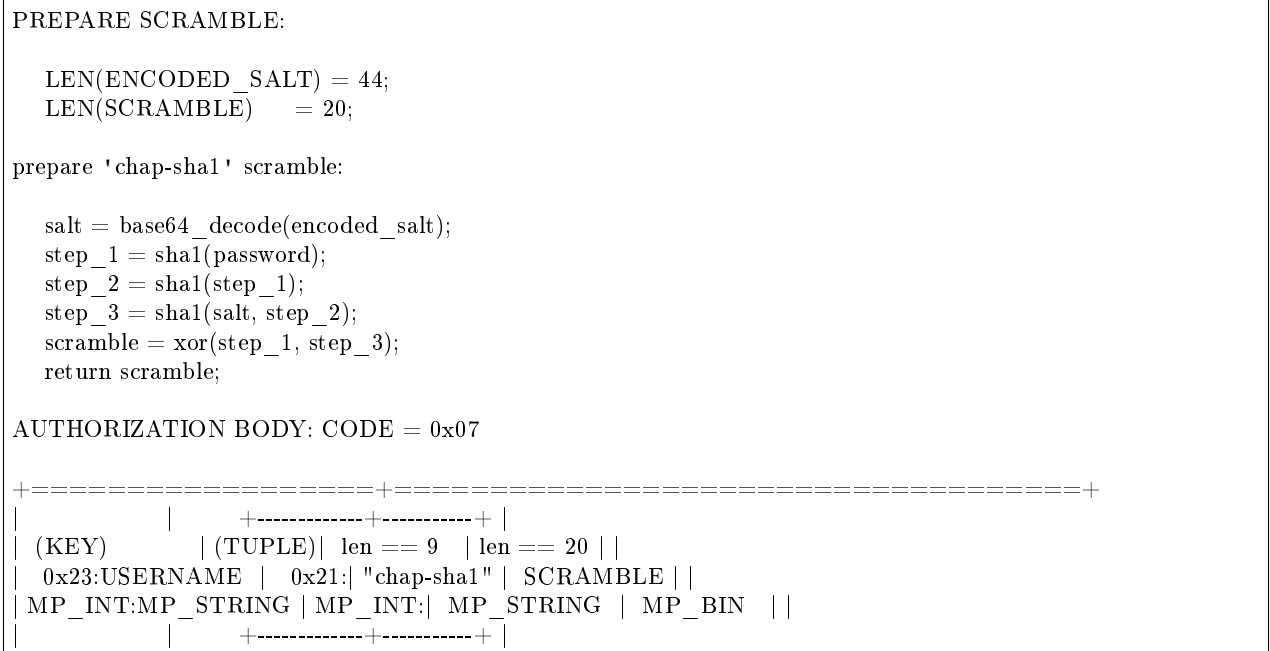 PREPARE SCRAMBLE:
LEN(ENCODED_SALT) = 44;
LEN(SCRAMBLE)    = 20;
prepare 'chap-sha1' scramble:
salt = base64_decode(encoded_salt);
step_1 = sha1(password);
step_2 = sha1(step_1);
step_3 = sha1(salt, step_2);
scramble = xor(step_1, step_3);
return scramble;
AUTHORIZATION BODY: CODE = 0x07
+==================+====================================+
|                  |        +-------------+-----------+ |
|  (KEY)           | (TUPLE)|  len == 9   | len == 20 | |
|   0x23:USERNAME  |   0x21:| "chap-sha1" |  SCRAMBLE | |
| MP_INT:MP_STRING | MP_INT:|  MP_STRING  |  MP_BIN   | |
|                  |        +-------------+-----------+ |